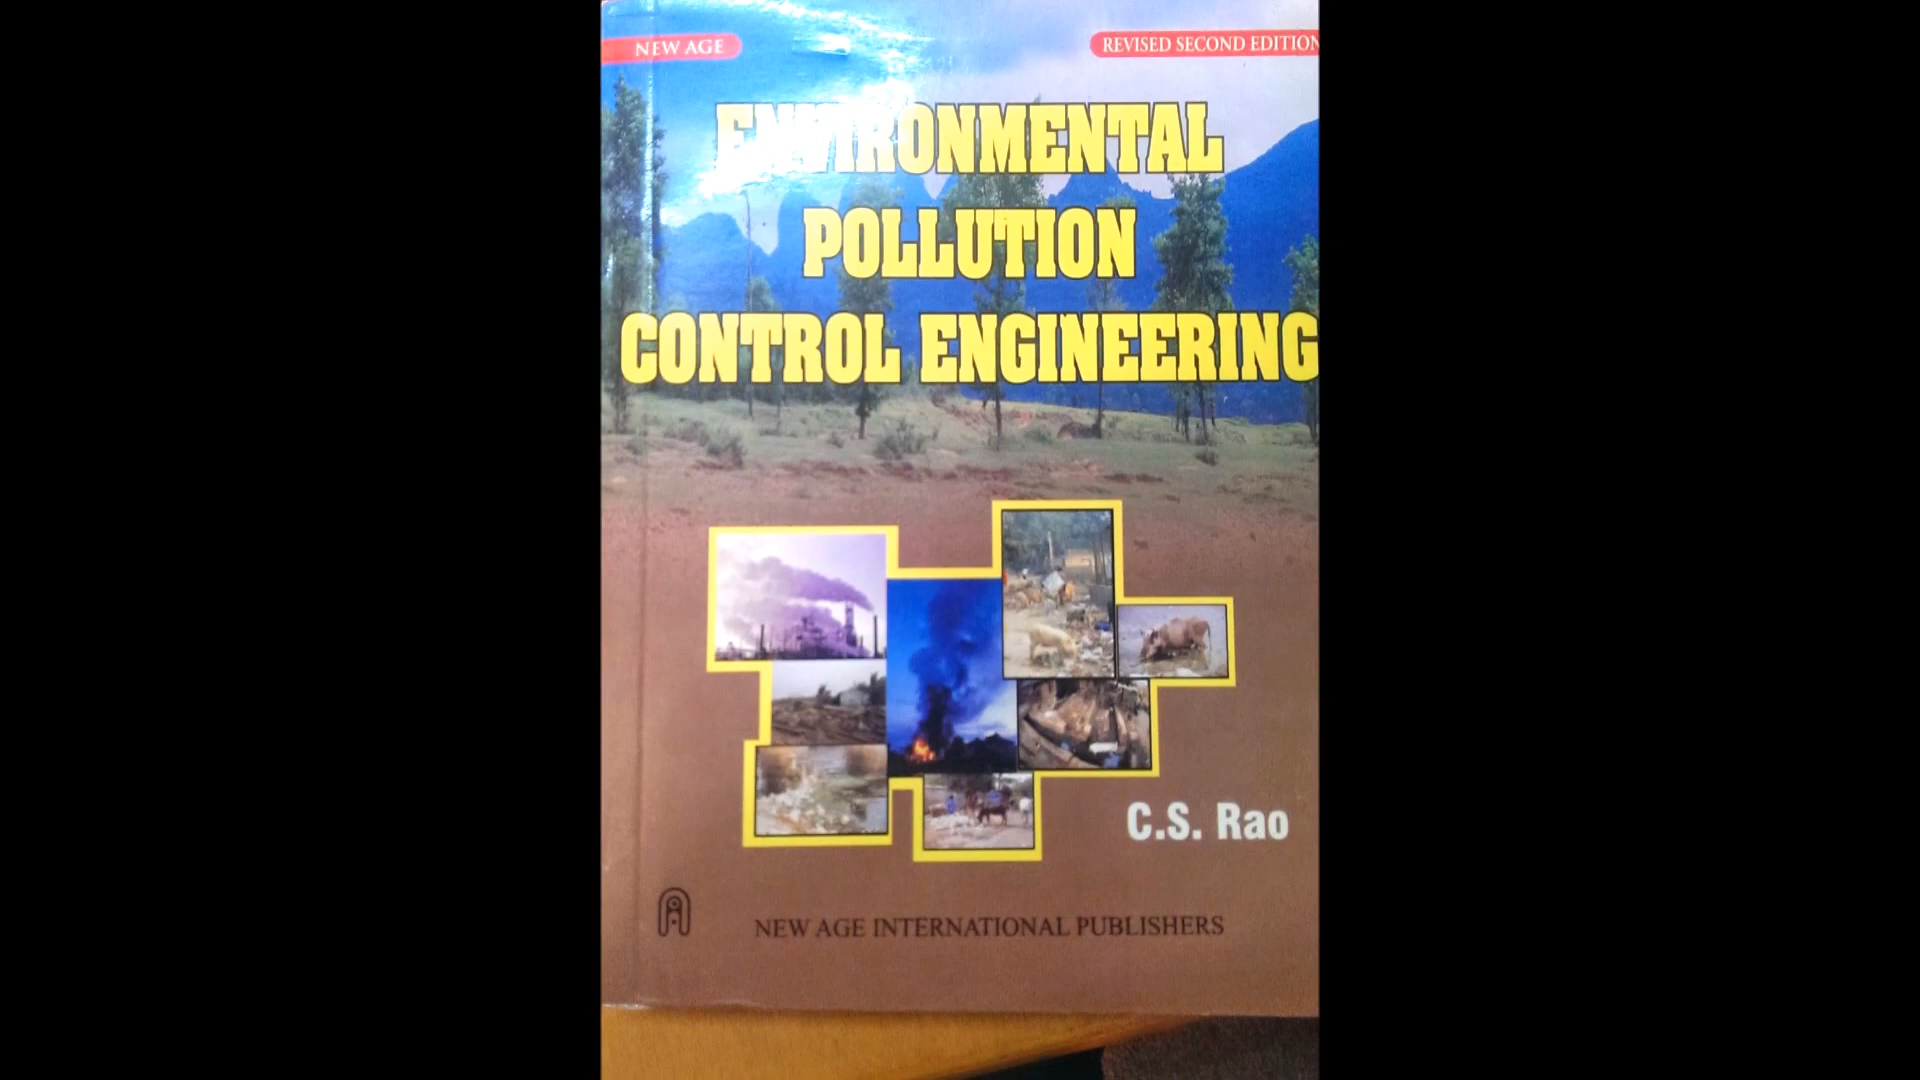 NEW AGE
REVISED SECOND EDITION
ENVIRONMENTAL
POLLUTION
CONTROL ENGINEERING
C.S. Rao
NEW AGE INTERNATIONAL PUBLISHERS